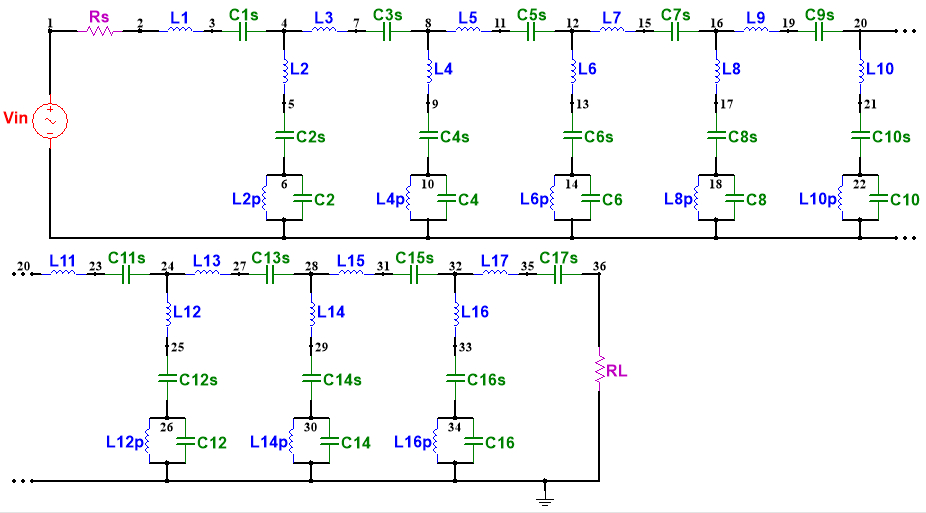 Rs L1 C1s L3 C3s L5 C5s L7 C7s L9 C9s
1 2 3 4 7 8 11 12 15 16 19 20
L2 L4 L6 L8 L10
Vin + −
5 9 13 17 21
C2s C4s C6s C8s C10s
6 10 14 18 22
L2p C2 L4p C4 L6p C6 L8p C8 L10p C10
L11 C11s L13 C13s L15 C15s L17 C17s
20 23 24 27 28 31 32 35 36
L12 L14 L16
25 29 33
RL
C12s C14s C16s
26 30 34
L12p C12 L14p C14 L16p C16